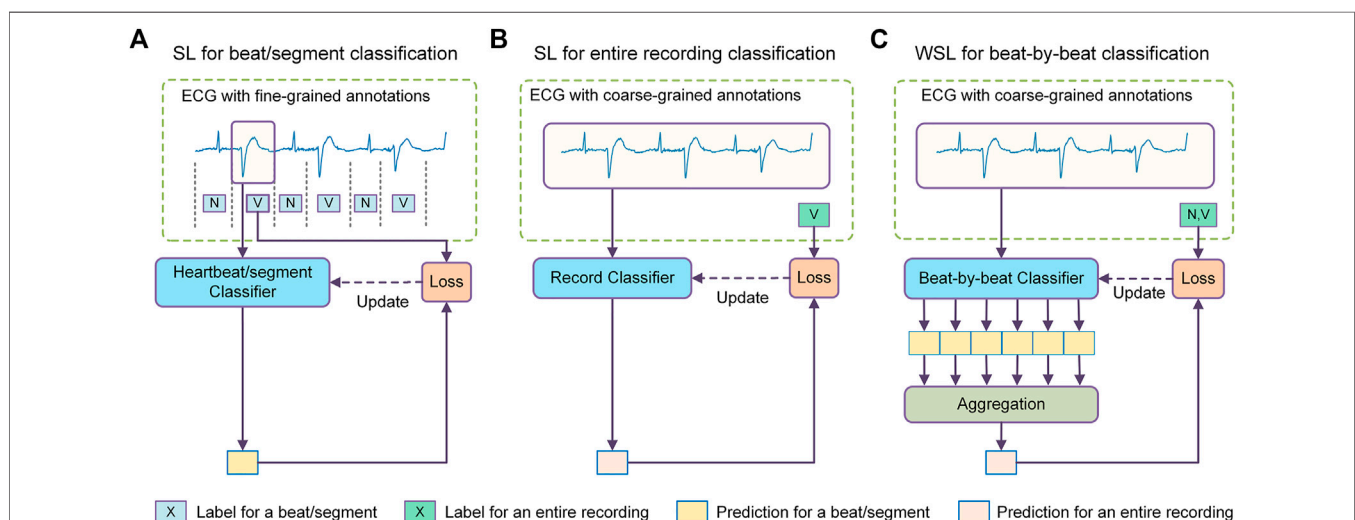 A
SL for beat/segment classification
ECG with fine-grained annotations
N V N V N V
Heartbeat/segment
Classifier
Loss
Update
B
SL for entire recording classification
ECG with coarse-grained annotations
V
Record Classifier
Loss
Update
C
WSL for beat-by-beat classification
ECG with coarse-grained annotations
N,V
Beat-by-beat Classifier
Loss
Update
Aggregation
X Label for a beat/segment
X Label for an entire recording
Prediction for a beat/segment
Prediction for an entire recording